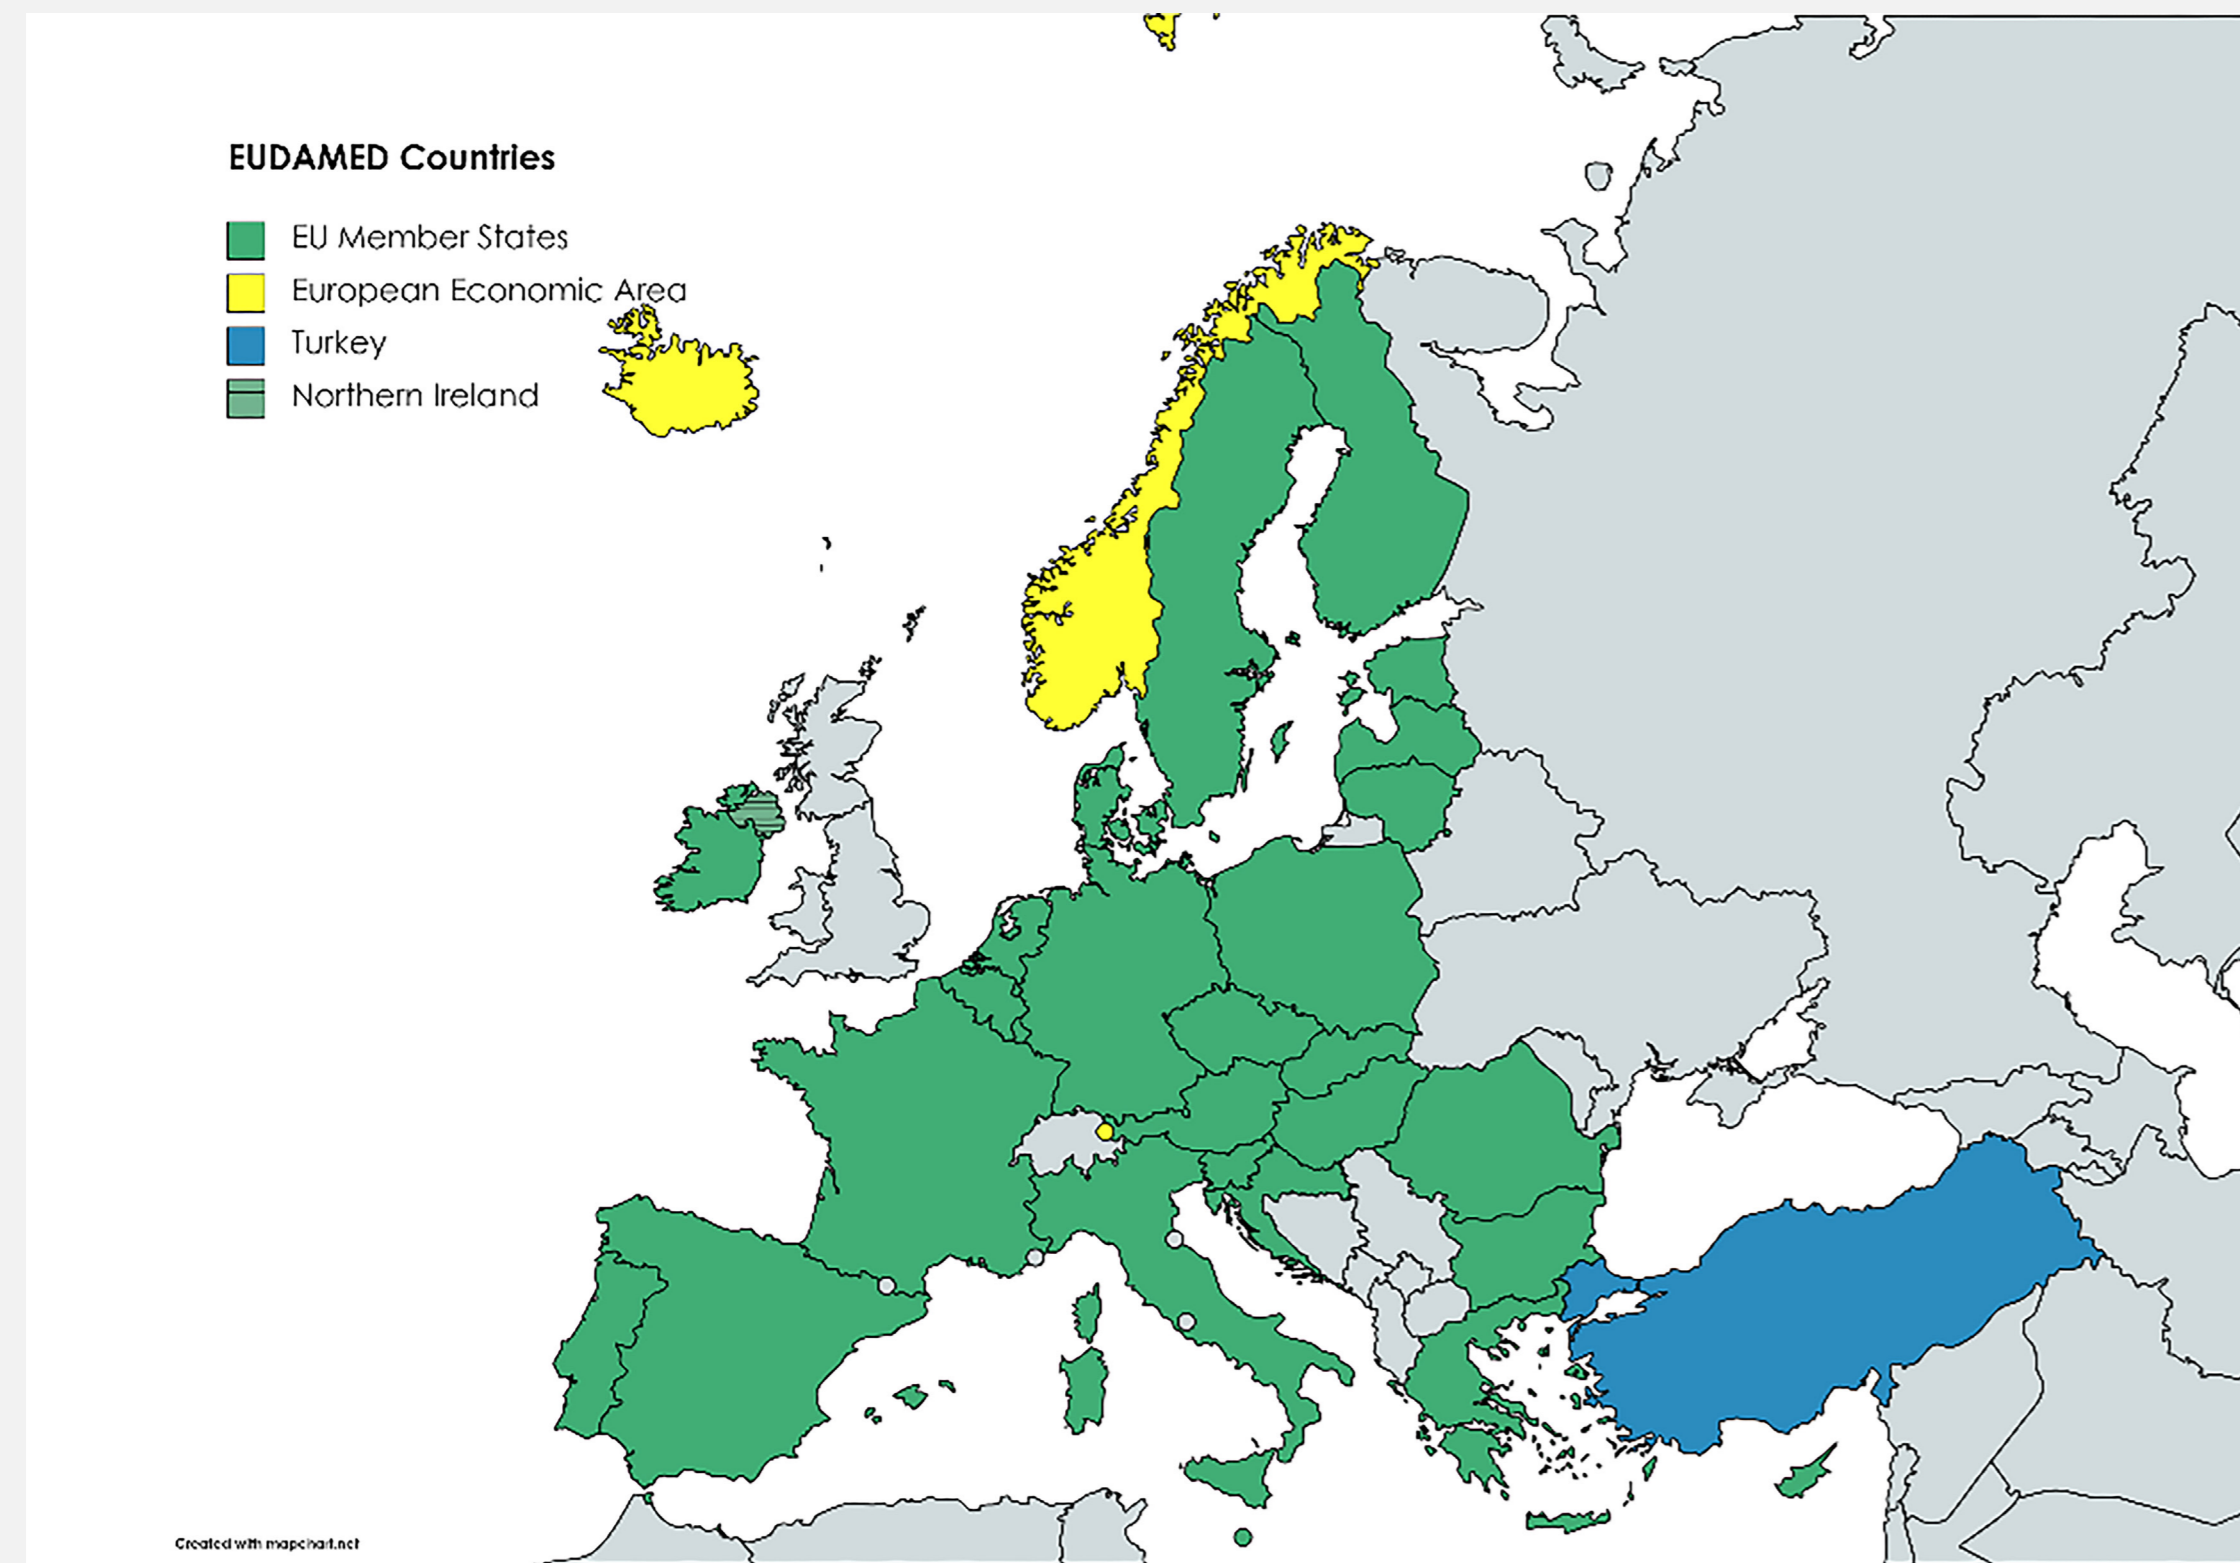 EUDAMED Countries
EU Member States
European Economic Area
Turkey
Northern Ireland
Created with mapchart.net